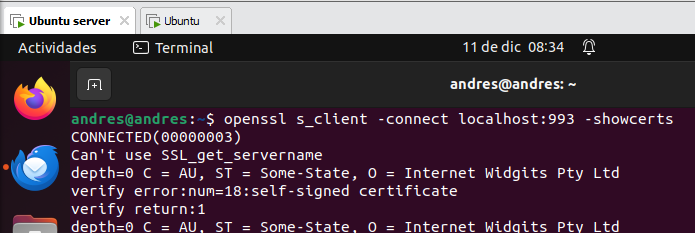 Ubuntu server
Ubuntu
Actividades
Terminal
11 de dic 08:34
andres@andres: ~
andres@andres:~$ openssl s_client -connect localhost:993 -showcerts
CONNECTED(00000003)
Can't use SSL_get_servername
depth=0 C = AU, ST = Some-State, O = Internet Widgits Pty Ltd
verify error:num=18:self-signed certificate
verify return:1
depth=0 C = AU, ST = Some-State, O = Internet Widgits Pty Ltd